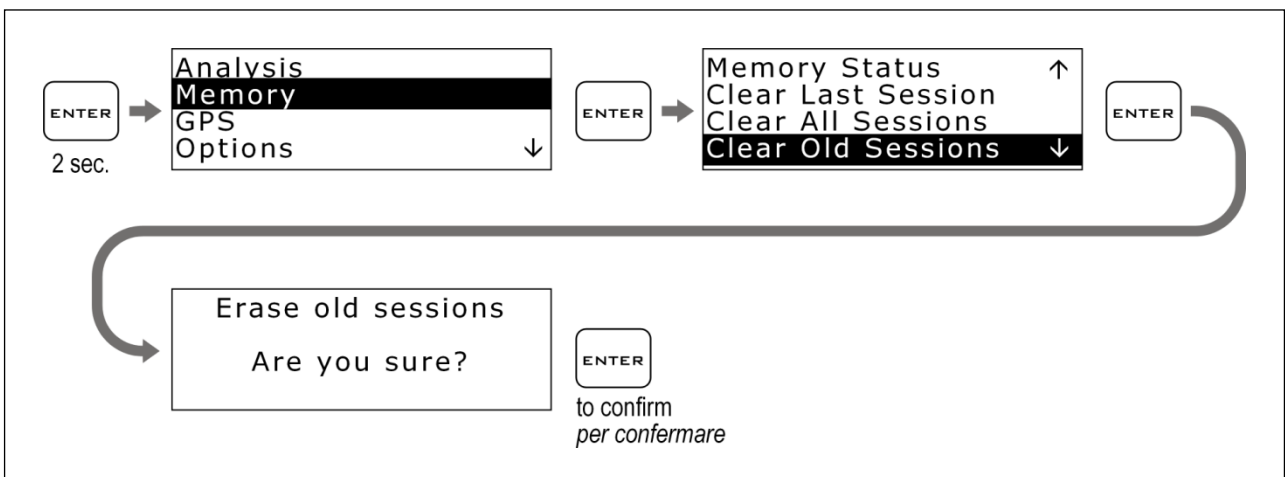 ENTER
2 sec.
Analysis
Memory
GPS
Options ↓
ENTER
Memory Status ↑
Clear Last Session
Clear All Sessions
Clear Old Sessions ↓
ENTER
Erase old sessions
Are you sure?
ENTER
to confirm
per confermare